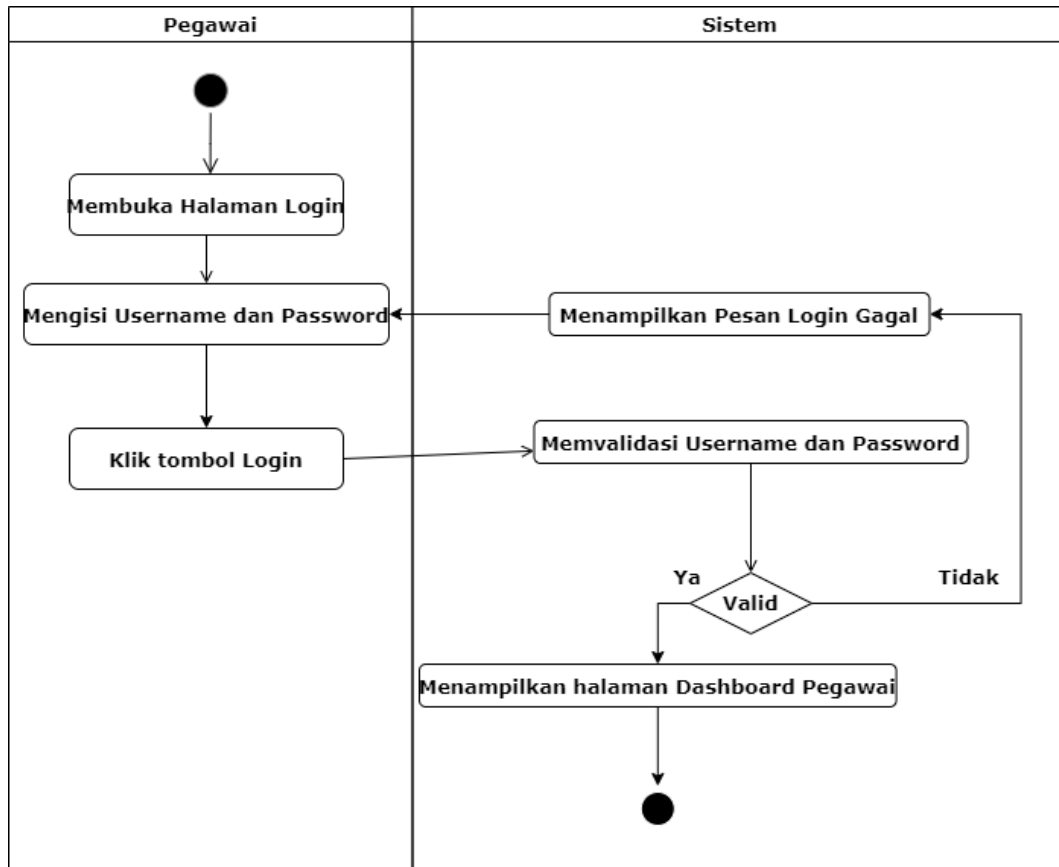 Pegawai
Sistem
Membuka Halaman Login
Mengisi Username dan Password
Menampilkan Pesan Login Gagal
Klik tombol Login
Memvalidasi Username dan Password
Ya
Valid
Tidak
Menampilkan halaman Dashboard Pegawai